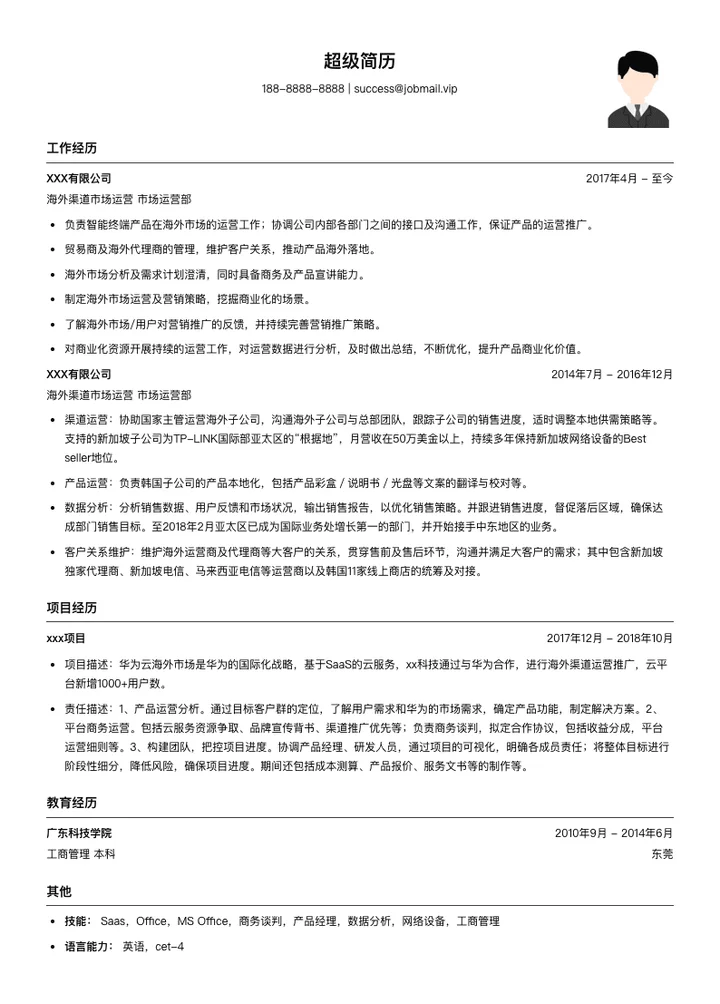 超级简历
188-8888-8888 | success@jobmail.vip
工作经历
XXX有限公司 2017年4月 - 至今
海外渠道市场运营 市场运营部
• 负责智能终端产品在海外市场的运营工作；协调公司内部各部门之间的接口及沟通工作，保证产品的运营推广。
• 贸易商及海外代理商的管理，维护客户关系，推动产品海外落地。
• 海外市场分析及需求计划澄清，同时具备商务及产品宣讲能力。
• 制定海外市场运营及营销策略，挖掘商业化的场景。
• 了解海外市场/用户对营销推广的反馈，并持续完善营销推广策略。
• 对商业化资源开展持续的运营工作，对运营数据进行分析，及时做出总结，不断优化，提升产品商业化价值。
XXX有限公司 2014年7月 - 2016年12月
海外渠道市场运营 市场运营部
• 渠道运营：协助国家主管运营海外子公司，沟通海外子公司与总部团队，跟踪子公司的销售进度，适时调整本地供需策略等。
支持的新加坡子公司为TP-LINK国际部亚太区的“根据地”，月营收在50万美金以上，持续多年保持新加坡网络设备的Best
seller地位。
• 产品运营：负责韩国子公司的产品本地化，包括产品彩盒 / 说明书 / 光盘等文案的翻译与校对等。
• 数据分析：分析销售数据、用户反馈和市场状况，输出销售报告，以优化销售策略。并跟进销售进度，督促落后区域，确保达
成部门销售目标。至2018年2月亚太区已成为国际业务处增长第一的部门，并开始接手中东地区的业务。
• 客户关系维护：维护海外运营商及代理商等大客户的关系，贯穿售前及售后环节，沟通并满足大客户的需求；其中包含新加坡
独家代理商、新加坡电信、马来西亚电信等运营商以及韩国11家线上商店的统筹及对接。
项目经历
xxx项目 2017年12月 - 2018年10月
• 项目描述：华为云海外市场是华为的国际化战略，基于SaaS的云服务，xx科技通过与华为合作，进行海外渠道运营推广，云平
台新增1000+用户数。
• 责任描述：1、产品运营分析。通过目标客户群的定位，了解用户需求和华为的市场需求，确定产品功能，制定解决方案。2、
平台商务运营。包括云服务资源争取、品牌宣传背书、渠道推广优先等；负责商务谈判，拟定合作协议，包括收益分成，平台
运营细则等。3、构建团队，把控项目进度。协调产品经理、研发人员，通过项目的可视化，明确各成员责任；将整体目标进行
阶段性细分，降低风险，确保项目进度。期间还包括成本测算、产品报价、服务文书等的制作等。
教育经历
广东科技学院 2010年9月 - 2014年6月
工商管理 本科 东莞
其他
• 技能： Saas，Office，MS Office，商务谈判，产品经理，数据分析，网络设备，工商管理
• 语言能力： 英语，cet-4